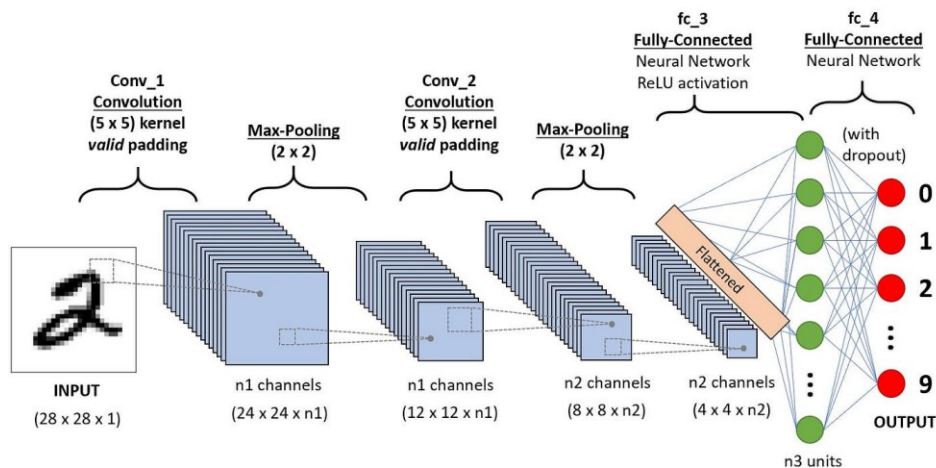 Conv_1
Convolution
(5 x 5) kernel
valid padding
Max-Pooling
(2 x 2)
Conv_2
Convolution
(5 x 5) kernel
valid padding
Max-Pooling
(2 x 2)
fc_3
Fully-Connected
Neural Network
ReLU activation
fc_4
Fully-Connected
Neural Network
(with
dropout)
2
INPUT
(28 x 28 x 1)
n1 channels
(24 x 24 x n1)
n1 channels
(12 x 12 x n1)
n2 channels
(8 x 8 x n2)
n2 channels
(4 x 4 x n2)
Flattened
n3 units
0
1
2
9
OUTPUT